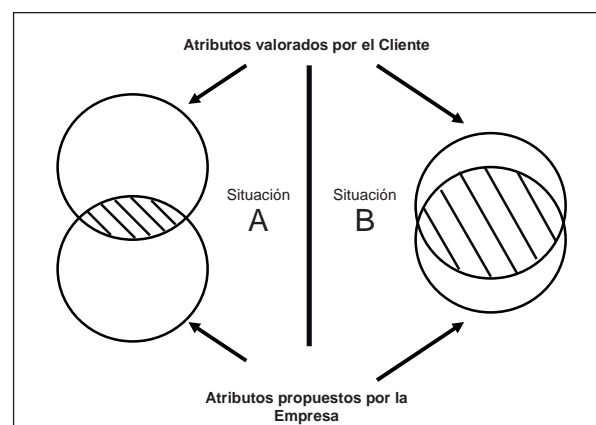 Atributos valorados por el Cliente
Situación
A
Situación
B
Atributos propuestos por la
Empresa